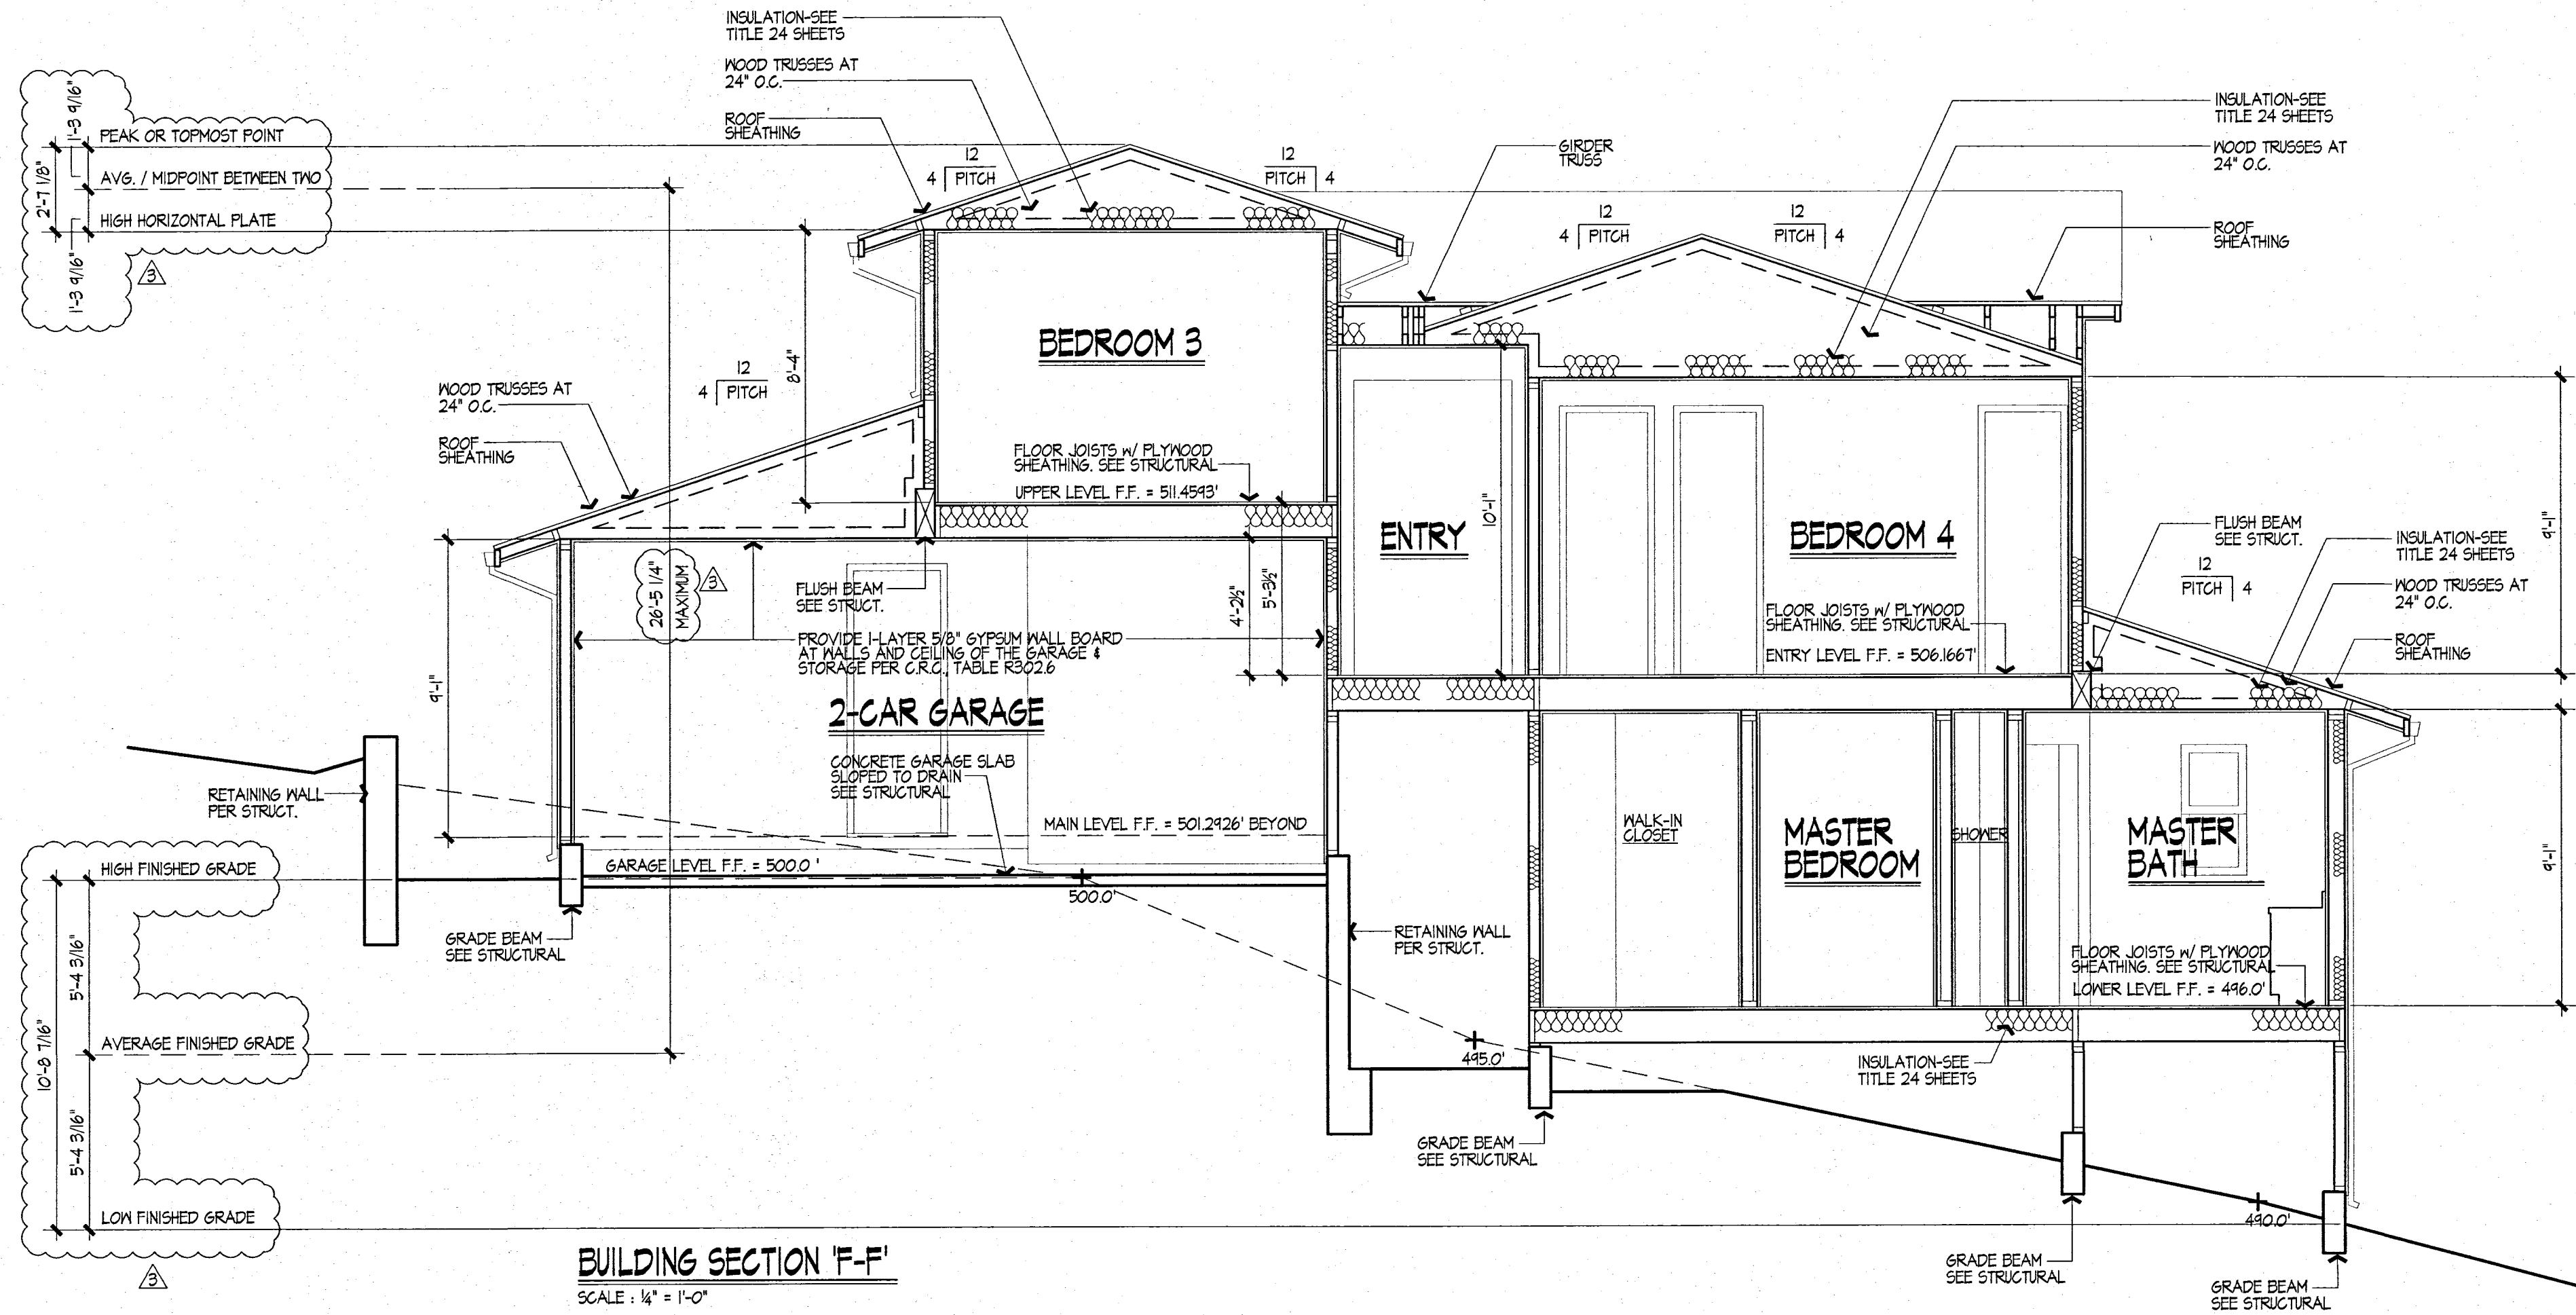 INSULATION-SEE
TITLE 24 SHEETS
WOOD TRUSSES AT
24" O.C.
ROOF
SHEATHING
1'-3 9/16"
PEAK OR TOPMOST POINT
2'-7 1/8"
AVG. / MIDPOINT BETWEEN TWO
HIGH HORIZONTAL PLATE
1'-3 9/16"
3
12
4 PITCH
12
PITCH 4
GIRDER
TRUSS
INSULATION-SEE
TITLE 24 SHEETS
WOOD TRUSSES AT
24" O.C.
12
4 PITCH
12
PITCH 4
ROOF
SHEATHING
BEDROOM 3
8'-4"
12
4 PITCH
WOOD TRUSSES AT
24" O.C.
ROOF
SHEATHING
FLOOR JOISTS w/ PLYWOOD
SHEATHING. SEE STRUCTURAL
UPPER LEVEL F.F. = 511.4593'
ENTRY
10'-1"
BEDROOM 4
9'-1"
FLUSH BEAM
SEE STRUCT.
INSULATION-SEE
TITLE 24 SHEETS
12
PITCH 4
WOOD TRUSSES AT
24" O.C.
ROOF
SHEATHING
26'-5 1/4"
MAXIMUM
3
FLUSH BEAM
SEE STRUCT.
4'-2½"
5'-3½"
FLOOR JOISTS w/ PLYWOOD
SHEATHING. SEE STRUCTURAL
ENTRY LEVEL F.F. = 506.1667'
PROVIDE 1-LAYER 5/8" GYPSUM WALL BOARD
AT WALLS AND CEILING OF THE GARAGE &
STORAGE PER C.R.C., TABLE R302.6
9'-1"
2-CAR GARAGE
CONCRETE GARAGE SLAB
SLOPED TO DRAIN
SEE STRUCTURAL
RETAINING WALL
PER STRUCT.
MAIN LEVEL F.F. = 501.2926' BEYOND
GARAGE LEVEL F.F. = 500.0 '
500.0'
WALK-IN
CLOSET
MASTER
BEDROOM
SHOWER
MASTER
BATH
9'-1"
HIGH FINISHED GRADE
GRADE BEAM
SEE STRUCTURAL
RETAINING WALL
PER STRUCT.
FLOOR JOISTS w/ PLYWOOD
SHEATHING. SEE STRUCTURAL
LOWER LEVEL F.F. = 496.0'
5'-4 3/16"
10'-8 7/16"
AVERAGE FINISHED GRADE
495.0'
INSULATION-SEE
TITLE 24 SHEETS
5'-4 3/16"
GRADE BEAM
SEE STRUCTURAL
LOW FINISHED GRADE
3
490.0'
GRADE BEAM
SEE STRUCTURAL
GRADE BEAM
SEE STRUCTURAL
BUILDING SECTION 'F-F'
SCALE : ¼" = 1'-0"